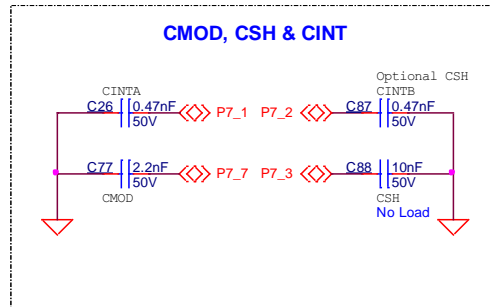 CMOD, CSH & CINT
Optional CSH
CINTA CINTB
C26 0.47nF P7_1 P7_2 C87 0.47nF
50V 50V
C77 2.2nF P7_7 P7_3 C88 10nF
50V 50V
CMOD CSH
No Load